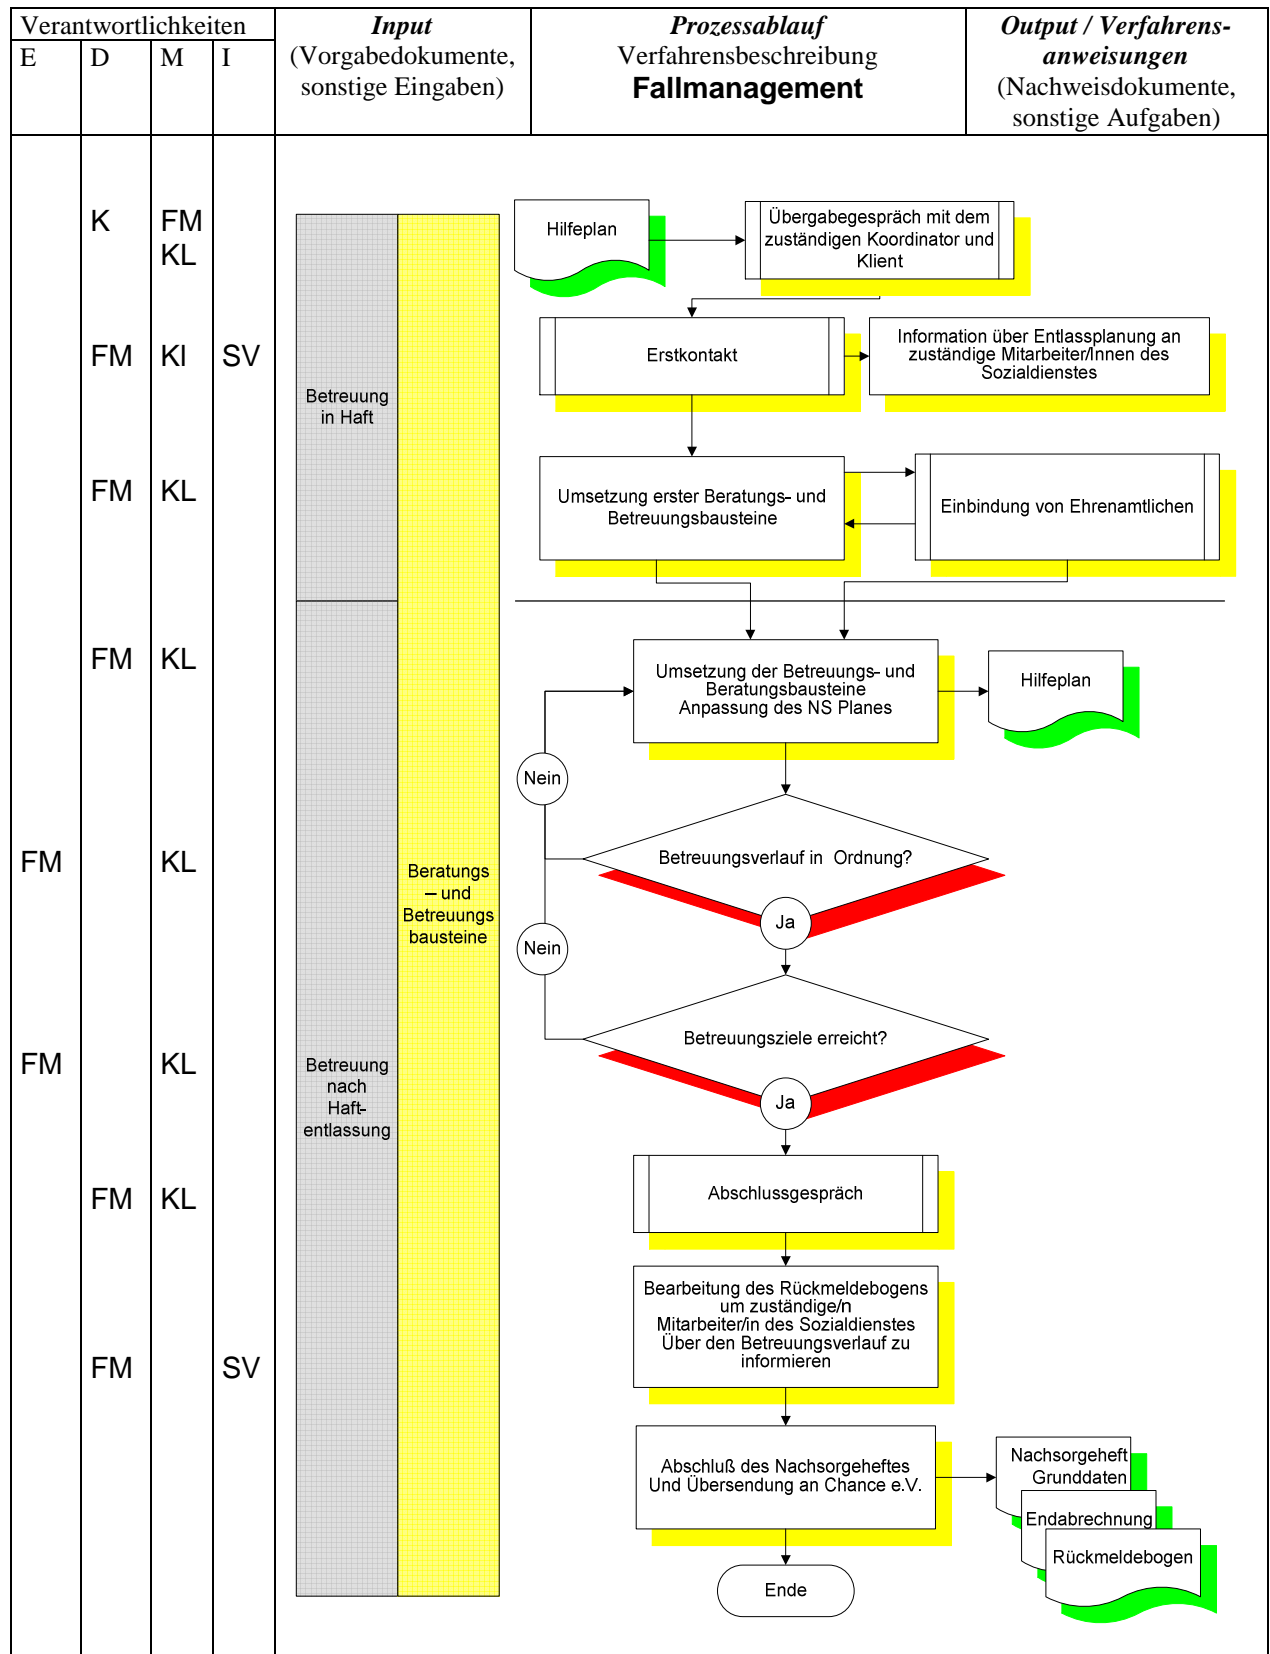 Verantwortlichkeiten
E D M I
Input
(Vorgabedokumente,
sonstige Eingaben)
Prozessablauf
Verfahrensbeschreibung
Fallmanagement
Output / Verfahrens-
anweisungen
(Nachweisdokumente,
sonstige Aufgaben)
K FM
KL
Hilfeplan
Übergabegespräch mit dem
zuständigen Koordinator und
Klient
FM KI SV
Erstkontakt
Information über Entlassplanung an
zuständige Mitarbeiter/Innen des
Sozialdienstes
Betreuung
in Haft
FM KL
Umsetzung erster Beratungs- und
Betreuungsbausteine
Einbindung von Ehrenamtlichen
FM KL
Umsetzung der Betreuungs- und
Beratungsbausteine
Anpassung des NS Planes
Hilfeplan
Nein
FM KL
Betreuungsverlauf in Ordnung?
Beratungs
– und
Betreuungs
bausteine
Ja
Nein
Betreuungsziele erreicht?
FM KL
Betreuung
nach
Haft-
entlassung
Ja
FM KL
Abschlussgespräch
Bearbeitung des Rückmeldebogens
um zuständige/n
Mitarbeiter/in des Sozialdienstes
Über den Betreuungsverlauf zu
informieren
FM SV
Abschluß des Nachsorgeheftes
Und Übersendung an Chance e.V.
Nachsorgeheft
Grunddaten
Endabrechnung
Rückmeldebogen
Ende